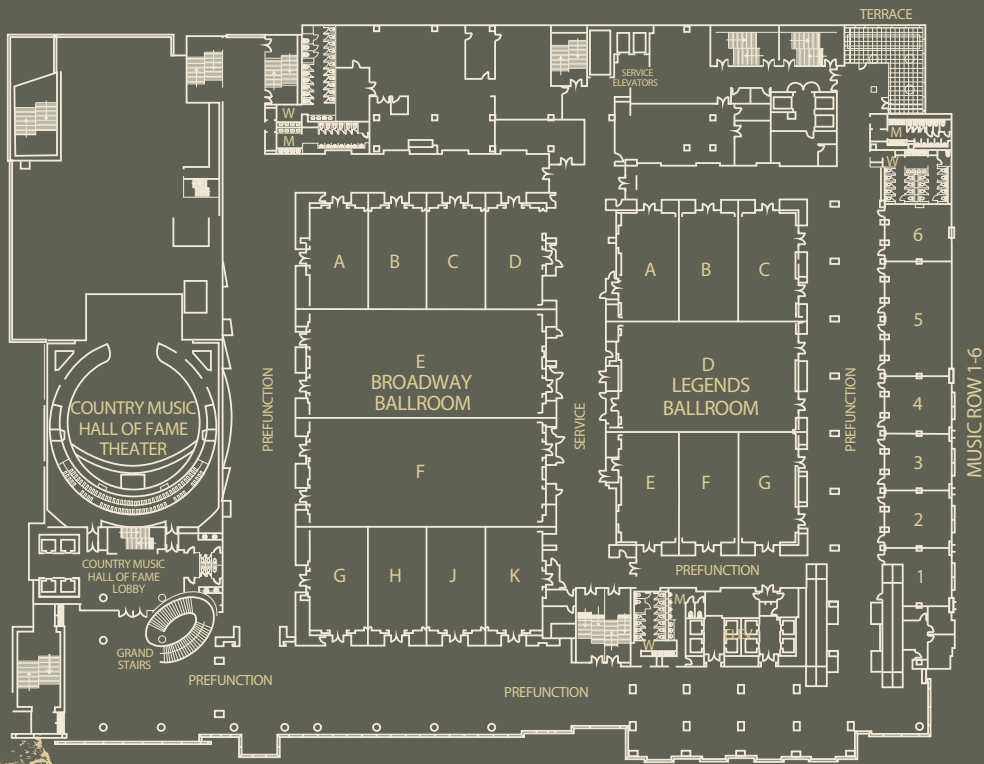 TERRACE
SERVICE
ELEVATORS
W
M
M
W
A
B
C
D
A
B
C
6
5
4
3
2
1
MUSIC ROW 1-6
E
BROADWAY
BALLROOM
D
LEGENDS
BALLROOM
PREFUNCTION
SERVICE
PREFUNCTION
COUNTRY MUSIC
HALL OF FAME
THEATER
F
E
F
G
G
H
J
K
COUNTRY MUSIC
HALL OF FAME
LOBBY
PREFUNCTION
M
W
ELEV
GRAND
STAIRS
PREFUNCTION
PREFUNCTION